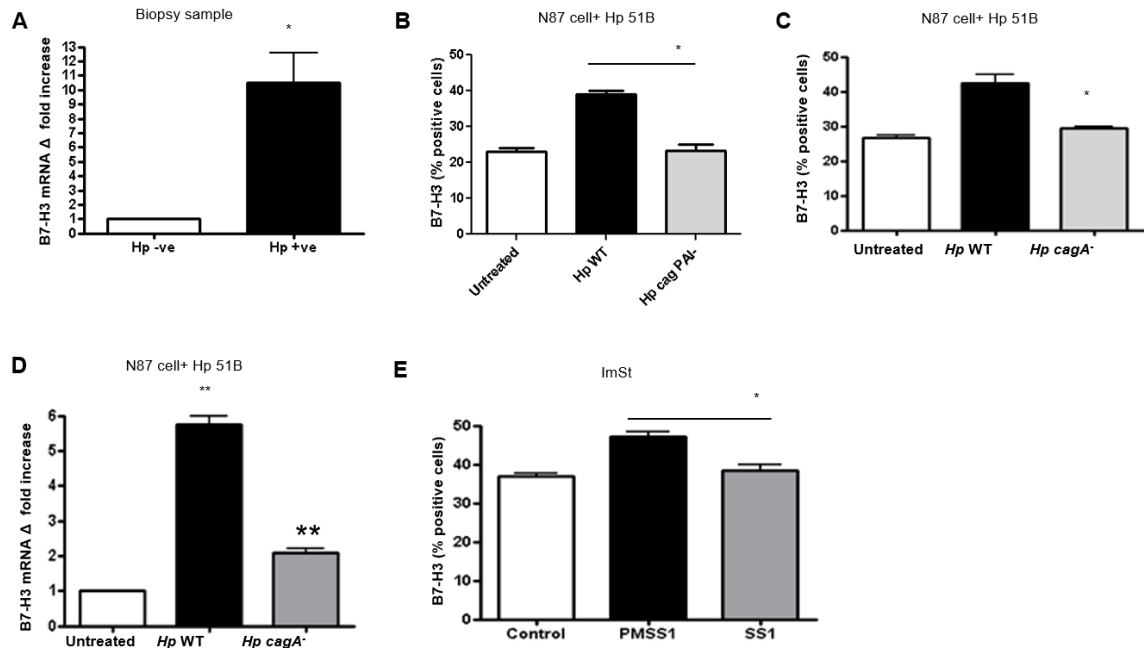 A
Biopsy sample
*
B7-H3 mRNA Δ fold increase
13
12
11
10
9
8
7
6
5
4
3
2
1
0
Hp -ve
Hp +ve
B
N87 cell+ Hp 51B
*
B7-H3 (% positive cells)
50
40
30
20
10
0
Untreated
Hp WT
Hp cag PAI-
C
N87 cell+ Hp 51B
*
B7-H3 (% positive cells)
50
40
30
20
10
0
Untreated
Hp WT
Hp cagA-
D
N87 cell+ Hp 51B
**
**
B7-H3 mRNA Δ fold increase
6
5
4
3
2
1
0
Untreated
Hp WT
Hp cagA-
E
ImSt
*
B7-H3 (% positive cells)
50
40
30
20
10
0
Control
PMSS1
SS1